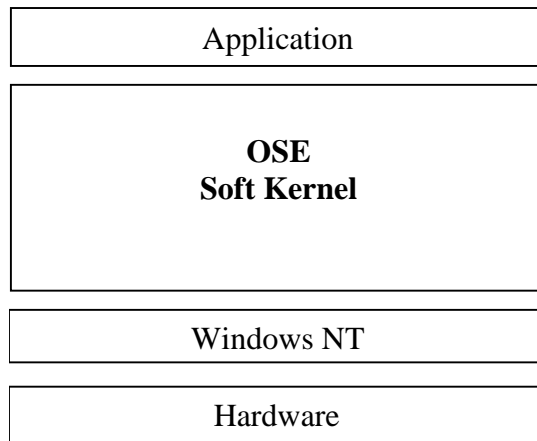 Application
OSE
Soft Kernel
Windows NT
Hardware